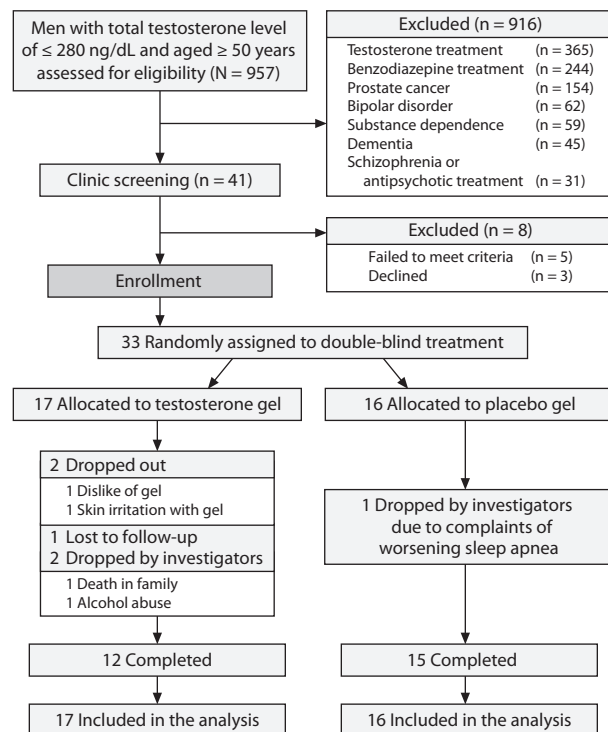 Men with total testosterone level
of ≤ 280 ng/dL and aged ≥ 50 years
assessed for eligibility (N = 957)
Excluded (n = 916)
Testosterone treatment (n = 365)
Benzodiazepine treatment (n = 244)
Prostate cancer (n = 154)
Bipolar disorder (n = 62)
Substance dependence (n = 59)
Dementia (n = 45)
Schizophrenia or
antipsychotic treatment (n = 31)
Clinic screening (n = 41)
Excluded (n = 8)
Failed to meet criteria (n = 5)
Declined (n = 3)
Enrollment
33 Randomly assigned to double-blind treatment
17 Allocated to testosterone gel
2 Dropped out
1 Dislike of gel
1 Skin irritation with gel
1 Lost to follow-up
2 Dropped by investigators
1 Death in family
1 Alcohol abuse
12 Completed
17 Included in the analysis
16 Allocated to placebo gel
1 Dropped by investigators
due to complaints of
worsening sleep apnea
15 Completed
16 Included in the analysis